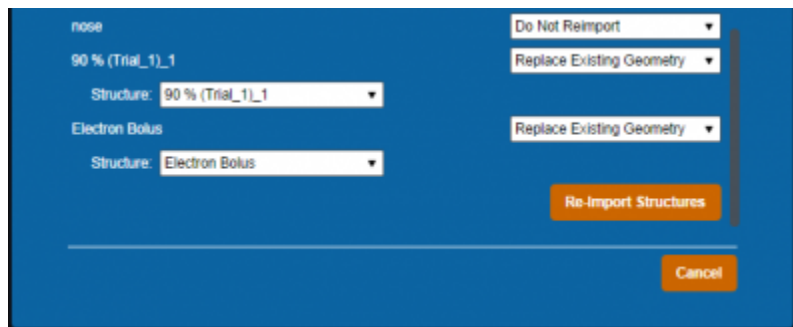 nose Do Not Reimport
90 % (Trial_1)_1 Replace Existing Geometry
Structure: 90 % (Trial_1)_1
Electron Bolus Replace Existing Geometry
Structure: Electron Bolus
Re-Import Structures
Cancel